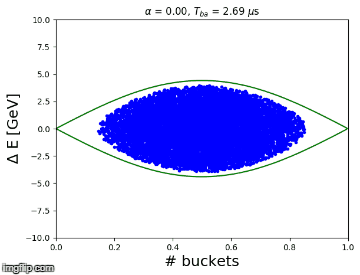 α = 0.00, T_ba = 2.69 μs
10.0
7.5
5.0
2.5
0.0
−2.5
−5.0
−7.5
−10.0
Δ E [GeV]
0.0 0.2 0.4 0.6 0.8 1.0
# buckets
imgflip.com